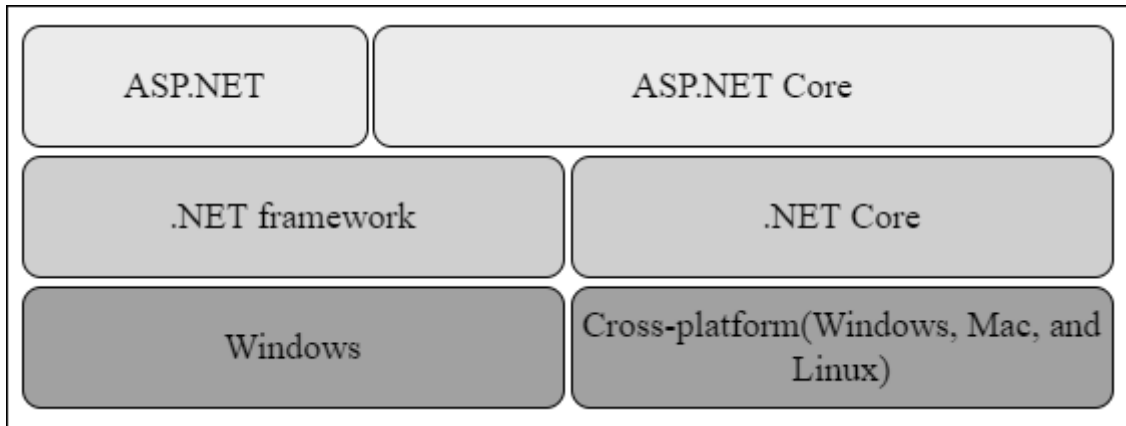 ASP.NET
ASP.NET Core
.NET framework
.NET Core
Windows
Cross-platform(Windows, Mac, and
Linux)